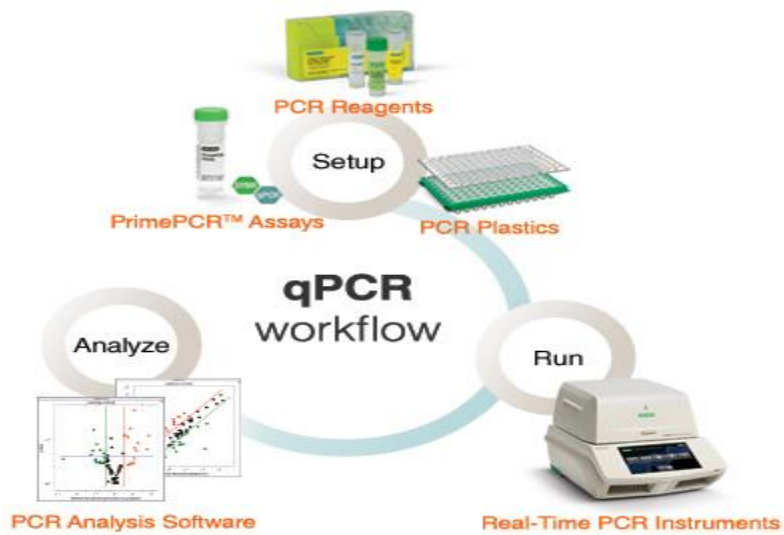 PCR Reagents
Setup
PrimePCR™ Assays
PCR Plastics
qPCR
workflow
Analyze
Run
PCR Analysis Software
Real-Time PCR Instruments